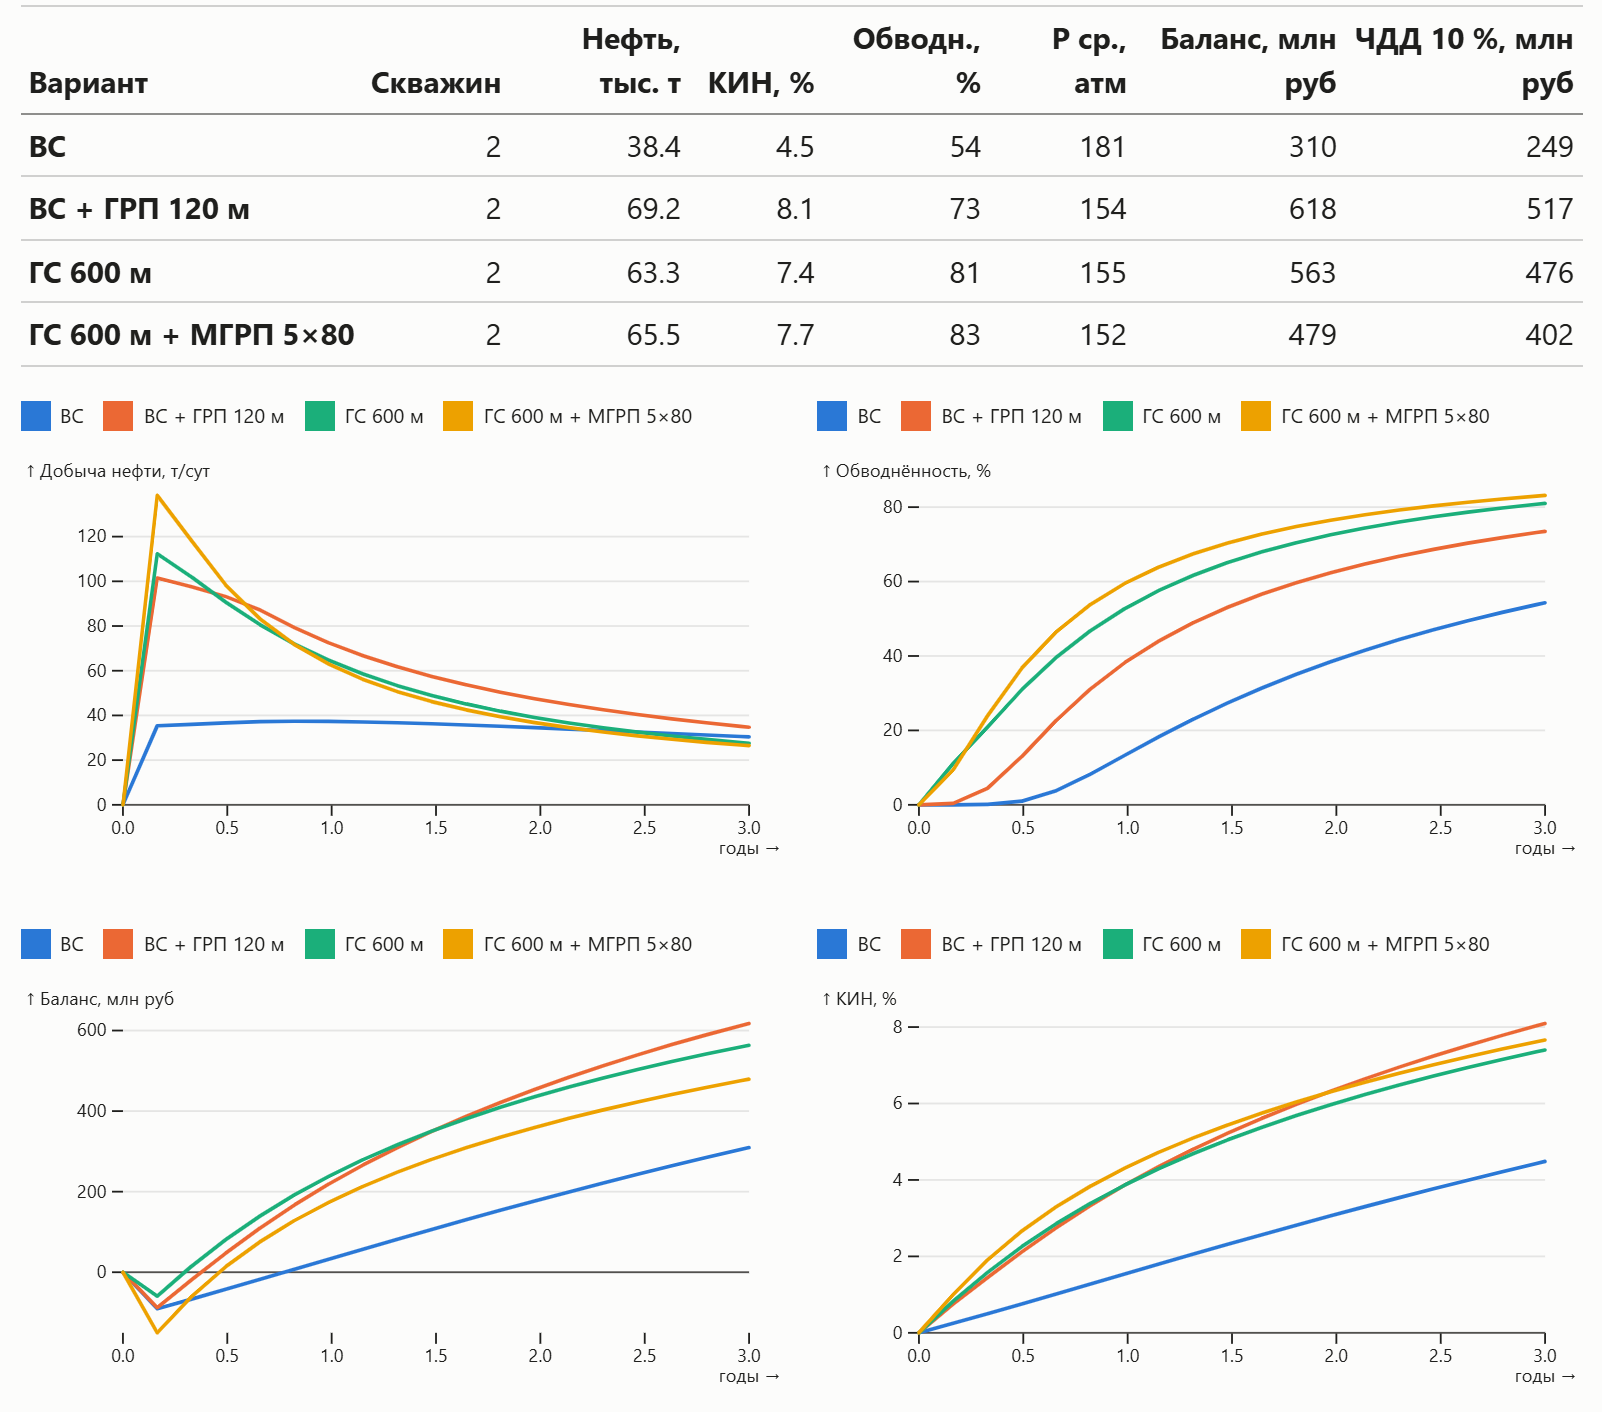 Вариант Скважин Нефть, тыс. т КИН, % Обводн., % Р ср., атм Баланс, млн руб ЧДД 10 %, млн руб
ВС 2 38.4 4.5 54 181 310 249
ВС + ГРП 120 м 2 69.2 8.1 73 154 618 517
ГС 600 м 2 63.3 7.4 81 155 563 476
ГС 600 м + МГРП 5×80 2 65.5 7.7 83 152 479 402
ВС ВС + ГРП 120 м ГС 600 м ГС 600 м + МГРП 5×80
↑ Добыча нефти, т/сут
120
100
80
60
40
20
0
0.0 0.5 1.0 1.5 2.0 2.5 3.0
годы →
ВС ВС + ГРП 120 м ГС 600 м ГС 600 м + МГРП 5×80
↑ Обводнённость, %
80
60
40
20
0
0.0 0.5 1.0 1.5 2.0 2.5 3.0
годы →
ВС ВС + ГРП 120 м ГС 600 м ГС 600 м + МГРП 5×80
↑ Баланс, млн руб
600
400
200
0
0.0 0.5 1.0 1.5 2.0 2.5 3.0
годы →
ВС ВС + ГРП 120 м ГС 600 м ГС 600 м + МГРП 5×80
↑ КИН, %
8
6
4
2
0
0.0 0.5 1.0 1.5 2.0 2.5 3.0
годы →